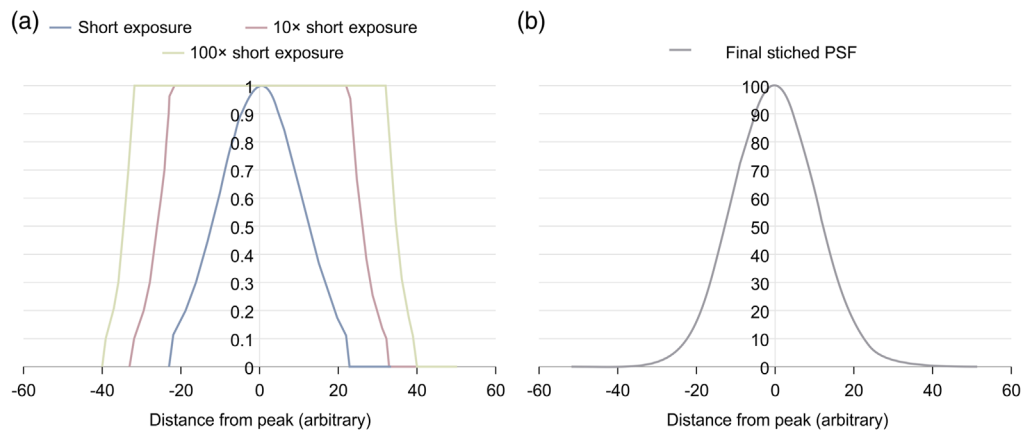 (a)
Short exposure
10× short exposure
100× short exposure
1
0.9
0.8
0.7
0.6
0.5
0.4
0.3
0.2
0.1
0
-60 -40 -20 0 20 40 60
Distance from peak (arbitrary)
(b)
Final stiched PSF
100
90
80
70
60
50
40
30
20
10
0
-60 -40 -20 0 20 40 60
Distance from peak (arbitrary)